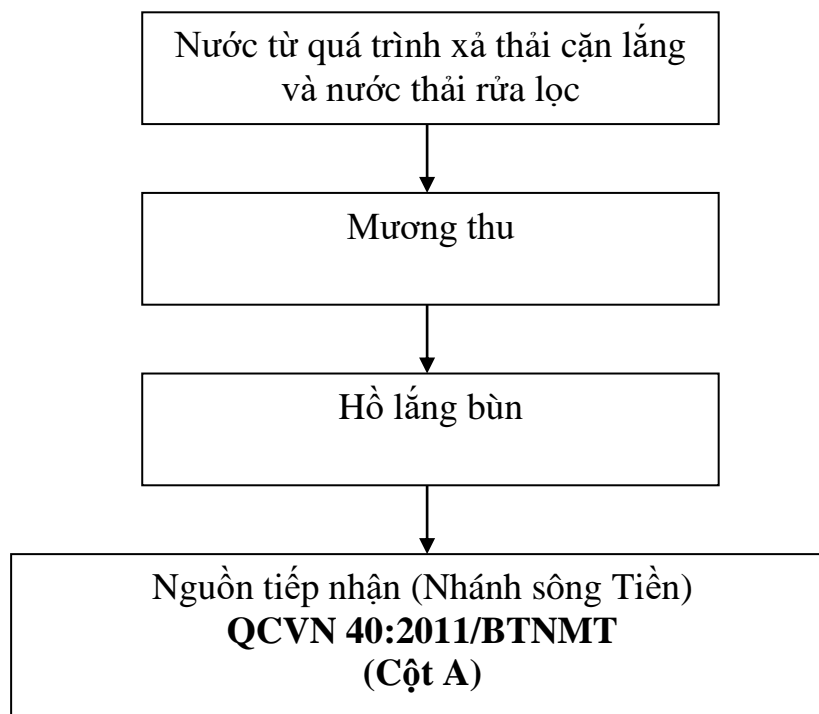 Nước từ quá trình xả thải cặn lắng
và nước thải rửa lọc
Mương thu
Hồ lắng bùn
Nguồn tiếp nhận (Nhánh sông Tiền)
QCVN 40:2011/BTNMT
(Cột A)